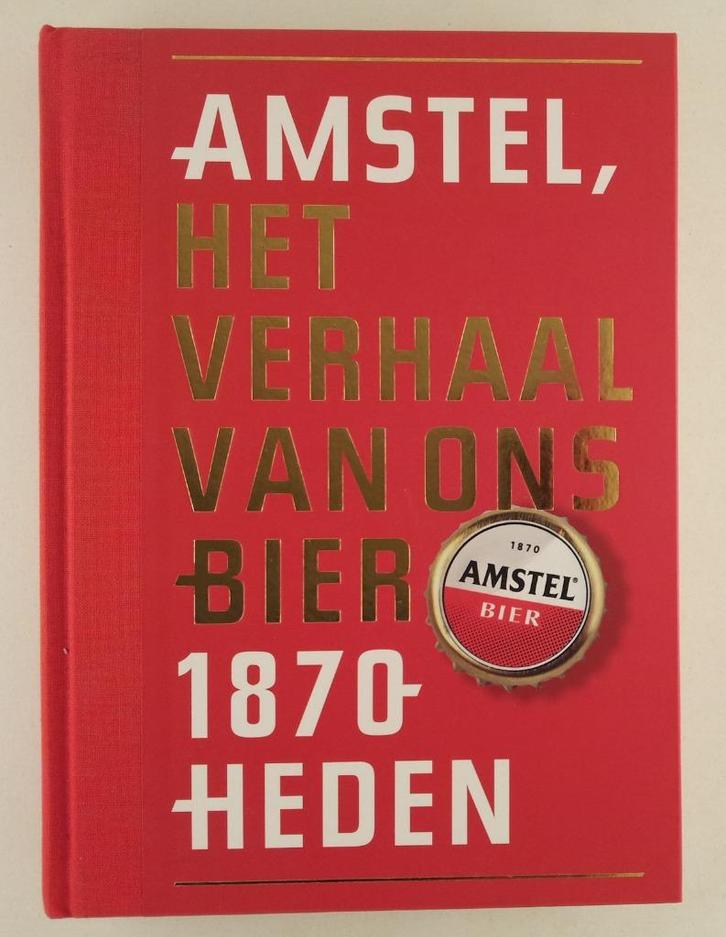 AMSTEL,
HET
VERHAAL
VAN ONS
BIER
1870-
HEDEN
1870
AMSTEL®
BIER